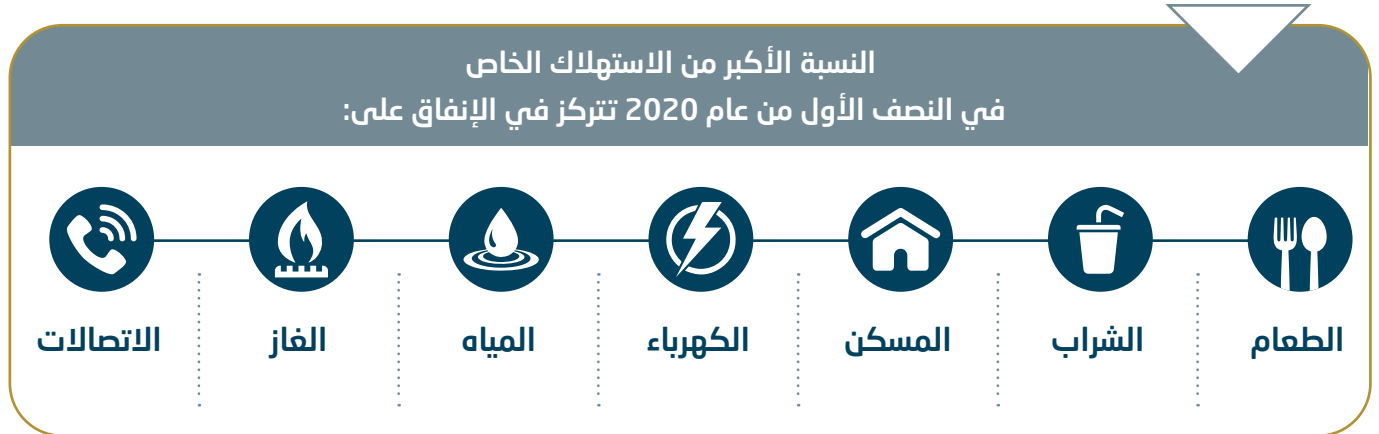 النسبة الأكبر من الاستهلاك الخاص
في النصف الأول من عام 2020 تتركز في الإنفاق على:
الطعام
الشراب
المسكن
الكهرباء
المياه
الغاز
الاتصالات